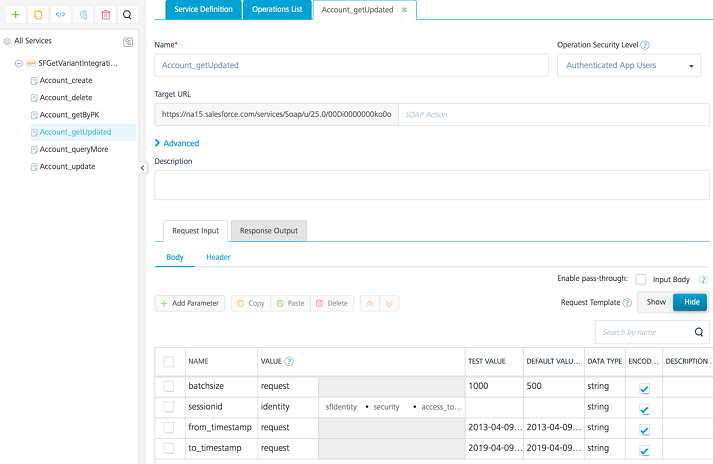 Service Definition
Operations List
Account_getUpdated
All Services
SFGetVariantIntegrati...
Account_create
Account_delete
Account_getByPK
Account_getUpdated
Account_queryMore
Account_update
Name*
Operation Security Level
Account_getUpdated
Authenticated App Users
Target URL
https://na15.salesforce.com/services/Soap/u/25.0/00Di0000000ko0o
SOAP Action
Advanced
Description
Request Input
Response Output
Body
Header
Enable pass-through:
Input Body
Add Parameter
Copy
Paste
Delete
Request Template
Show
Hide
Search by name
NAME VALUE TEST VALUE DEFAULT VALU... DATA TYPE ENCOD... DESCRIPTION
batchsize request 1000 500 string
sessionid identity sfIdentity • security • access_to... string
from_timestamp request 2013-04-09... 2013-04-09... string
to_timestamp request 2019-04-09... 2019-04-09... string